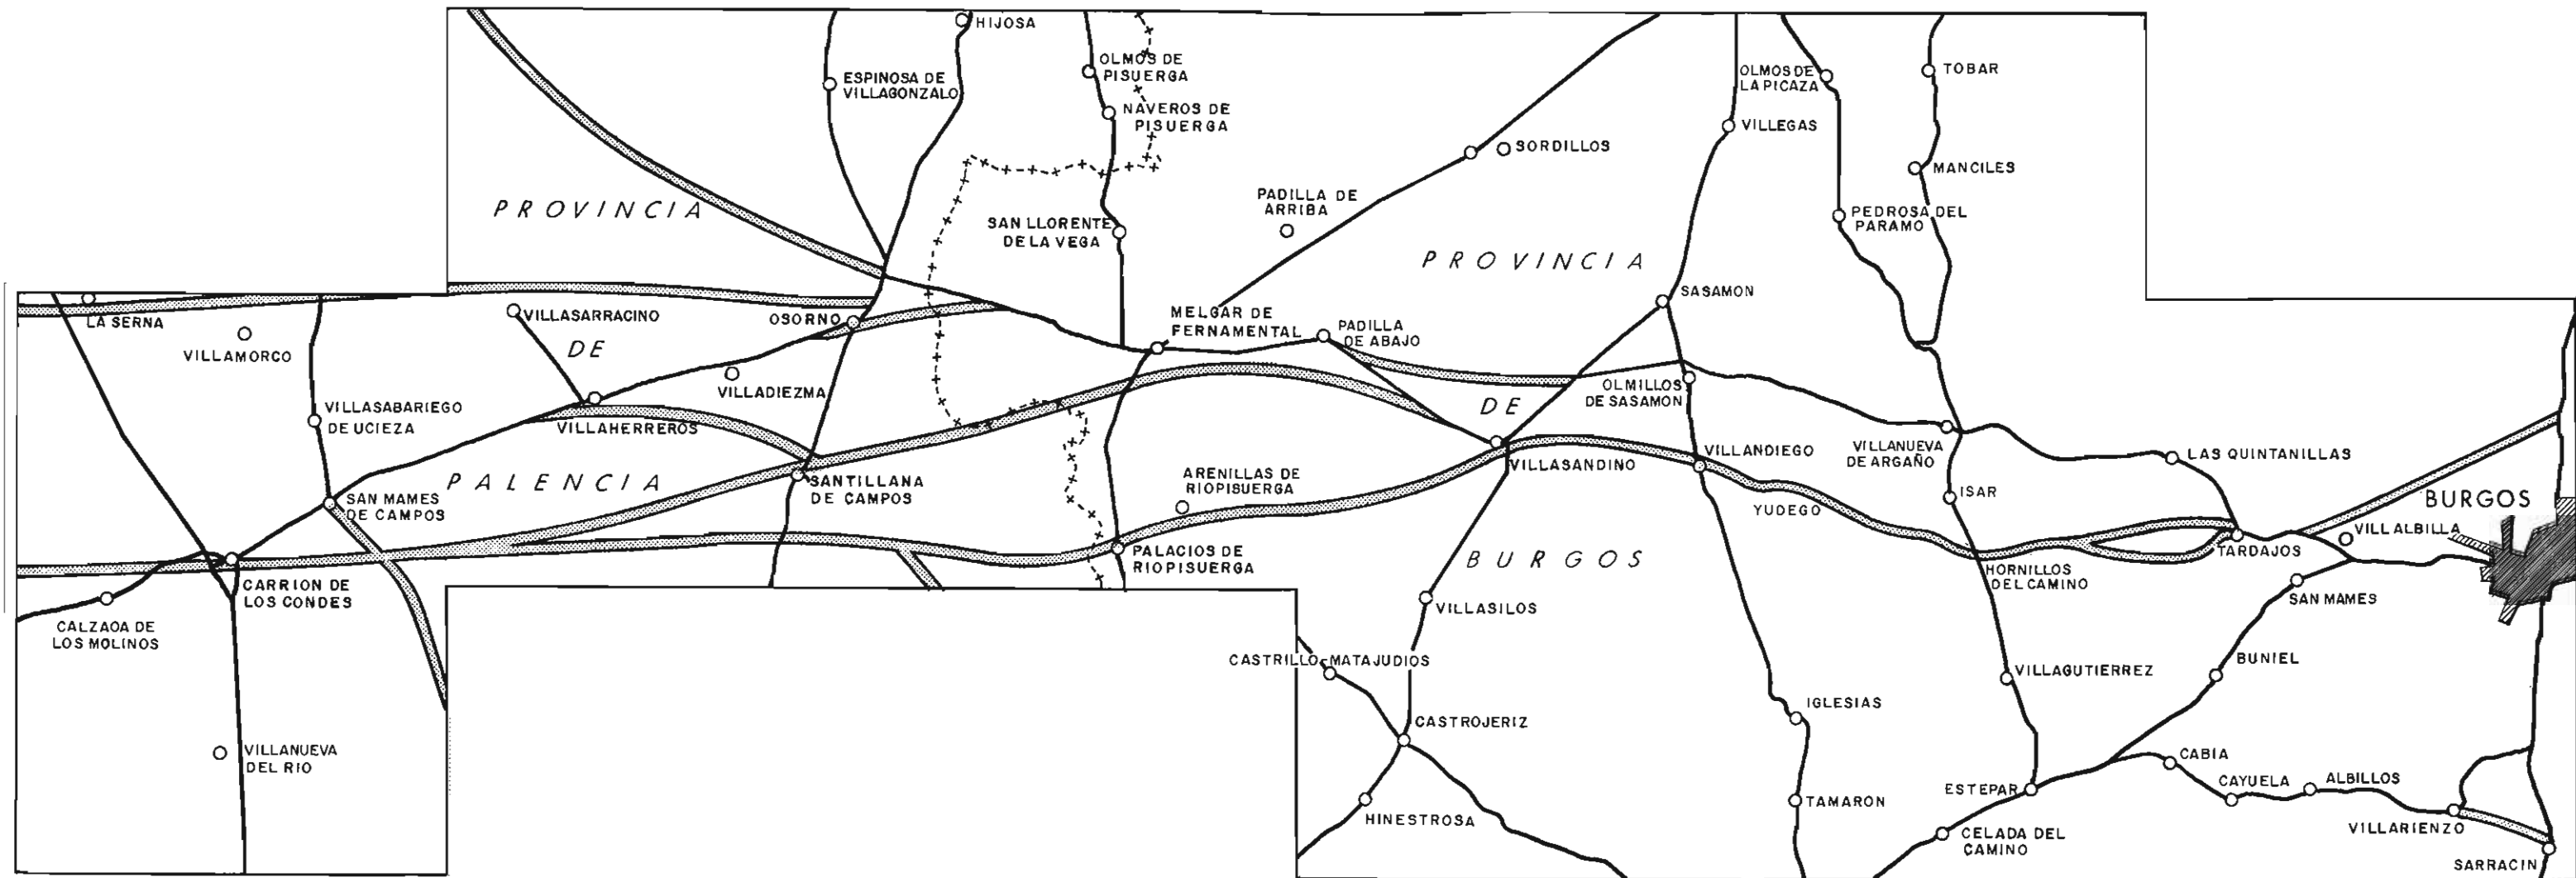 HIJOSA
ESPINOSA DE
VILLAGONZALO
OLMOS DE
PISUERGA
NAVEROS DE
PISUERGA
SORDILLOS
OLMOS DE
LA PICAZA
TOBAR
VILLEGAS
MANCILES
PROVINCIA
PADILLA DE
ARRIBA
SAN LLORENTE
DE LA VEGA
PROVINCIA
PEDROSA DEL
PARAMO
SASAMON
LA SERNA
VILLAMORCO
VILLASARRACINO
OSORNO
DE
MELGAR DE
FERNAMENTAL
PADILLA
DE ABAJO
VILLASABARIEGO
DE UCIEZA
VILLAHERREROS
VILLADIEZMA
DE
OLMILLOS
DE SASAMON
VILLASANDINO
VILLANDIEGO
VILLANUEVA
DE ARGAÑO
LAS QUINTANILLAS
SAN MAMES
DE CAMPOS
PALENCIA
SANTILLANA
DE CAMPOS
ARENILLAS DE
RIOPISUERGA
YUDEGO
ISAR
BURGOS
VILLALBILLA
TARDAJOS
CARRION DE
LOS CONDES
PALACIOS DE
RIOPISUERGA
BURGOS
HORNILLOS
DEL CAMINO
SAN MAMES
CALZADA DE
LOS MOLINOS
VILLASILOS
CASTRILLO-MATAJUDIOS
VILLAGUTIERREZ
BUNIEL
VILLANUEVA
DEL RIO
CASTROJERIZ
IGLESIAS
HINESTROSA
TAMARON
ESTEPAR
CABIA
CAYUELA
ALBILLOS
CELADA DEL
CAMINO
VILLARIENZO
SARRACIN